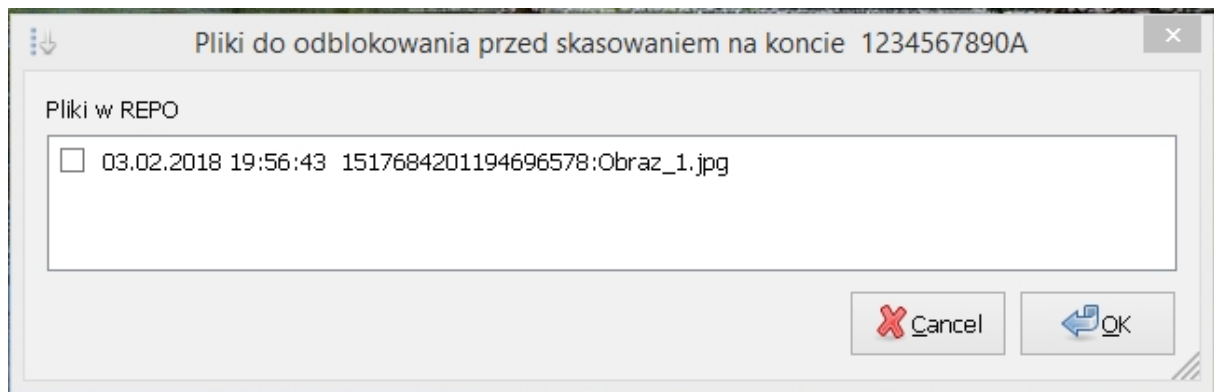 Pliki do odblokowania przed skasowaniem na koncie 1234567890A
Pliki w REPO
03.02.2018 19:56:43 1517684201194696578:Obraz_1.jpg
Cancel
OK